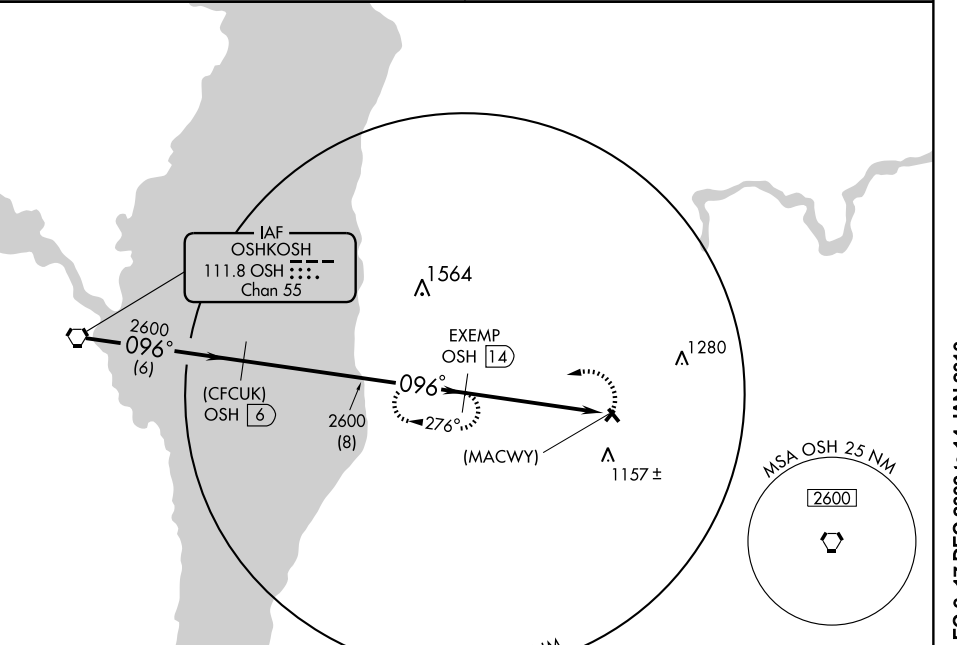 IAF
OSHKOSH
111.8 OSH
Chan 55
1564
2600
096°
(6)
(CFCUK)
OSH 6
EXEMP
OSH 14
1280
096°
2600
(8)
276°
(MACWY)
1157 ±
MSA OSH 25 NM
2600